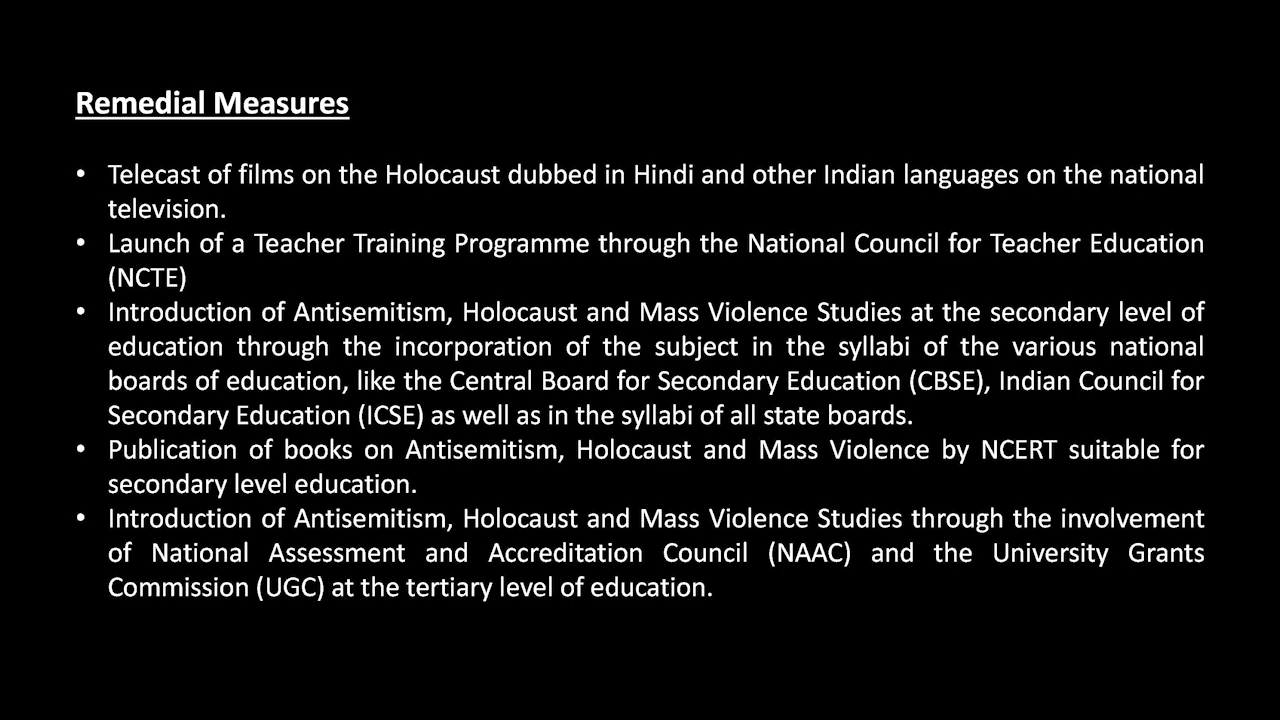 Remedial Measures
• Telecast of films on the Holocaust dubbed in Hindi and other Indian languages on the national
television.
• Launch of a Teacher Training Programme through the National Council for Teacher Education
(NCTE)
• Introduction of Antisemitism, Holocaust and Mass Violence Studies at the secondary level of
education through the incorporation of the subject in the syllabi of the various national
boards of education, like the Central Board for Secondary Education (CBSE), Indian Council for
Secondary Education (ICSE) as well as in the syllabi of all state boards.
• Publication of books on Antisemitism, Holocaust and Mass Violence by NCERT suitable for
secondary level education.
• Introduction of Antisemitism, Holocaust and Mass Violence Studies through the involvement
of National Assessment and Accreditation Council (NAAC) and the University Grants
Commission (UGC) at the tertiary level of education.